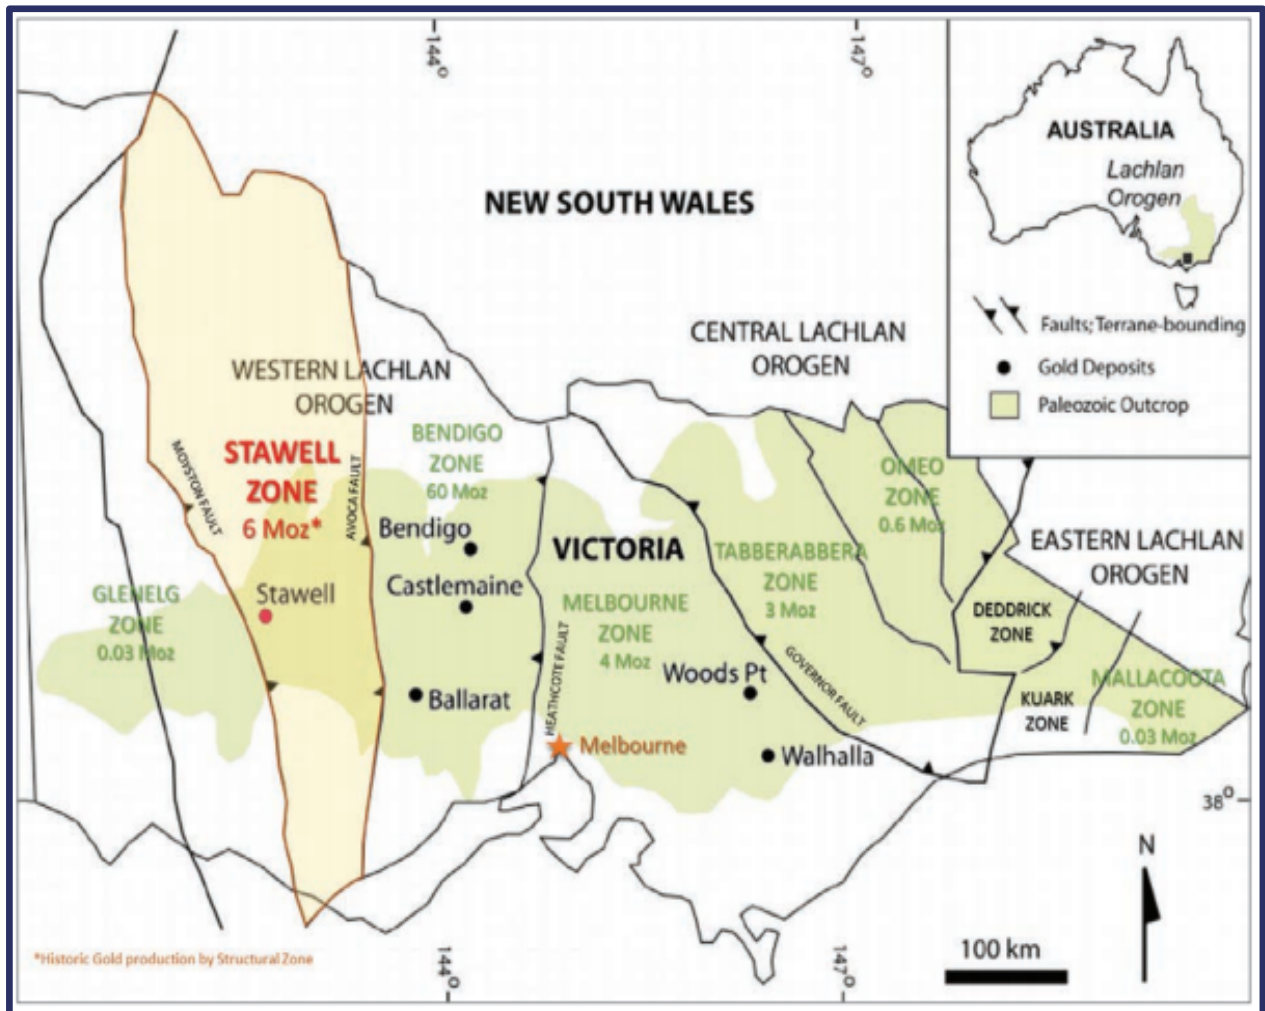 144°
147°
AUSTRALIA
Lachlan
Orogen
NEW SOUTH WALES
Faults; Terrane-bounding
Gold Deposits
Paleozoic Outcrop
CENTRAL LACHLAN
OROGEN
WESTERN LACHLAN
OROGEN
STAWELL
ZONE
6 Moz*
MOYSTON FAULT
AVOCA FAULT
BENDIGO
ZONE
60 Moz
Bendigo
Castlemaine
Ballarat
Stawell
GLENELG
ZONE
0.03 Moz
VICTORIA
MELBOURNE
ZONE
4 Moz
HEATHCOTE FAULT
Melbourne
Woods Pt
Walhalla
TABBERABBERA
ZONE
3 Moz
GOVERNOR FAULT
OMEO
ZONE
0.6 Moz
EASTERN LACHLAN
OROGEN
DEDDRICK
ZONE
KUARK
ZONE
MALLACOOTA
ZONE
0.03 Moz
38°
N
100 km
*Historic Gold production by Structural Zone
144°
147°